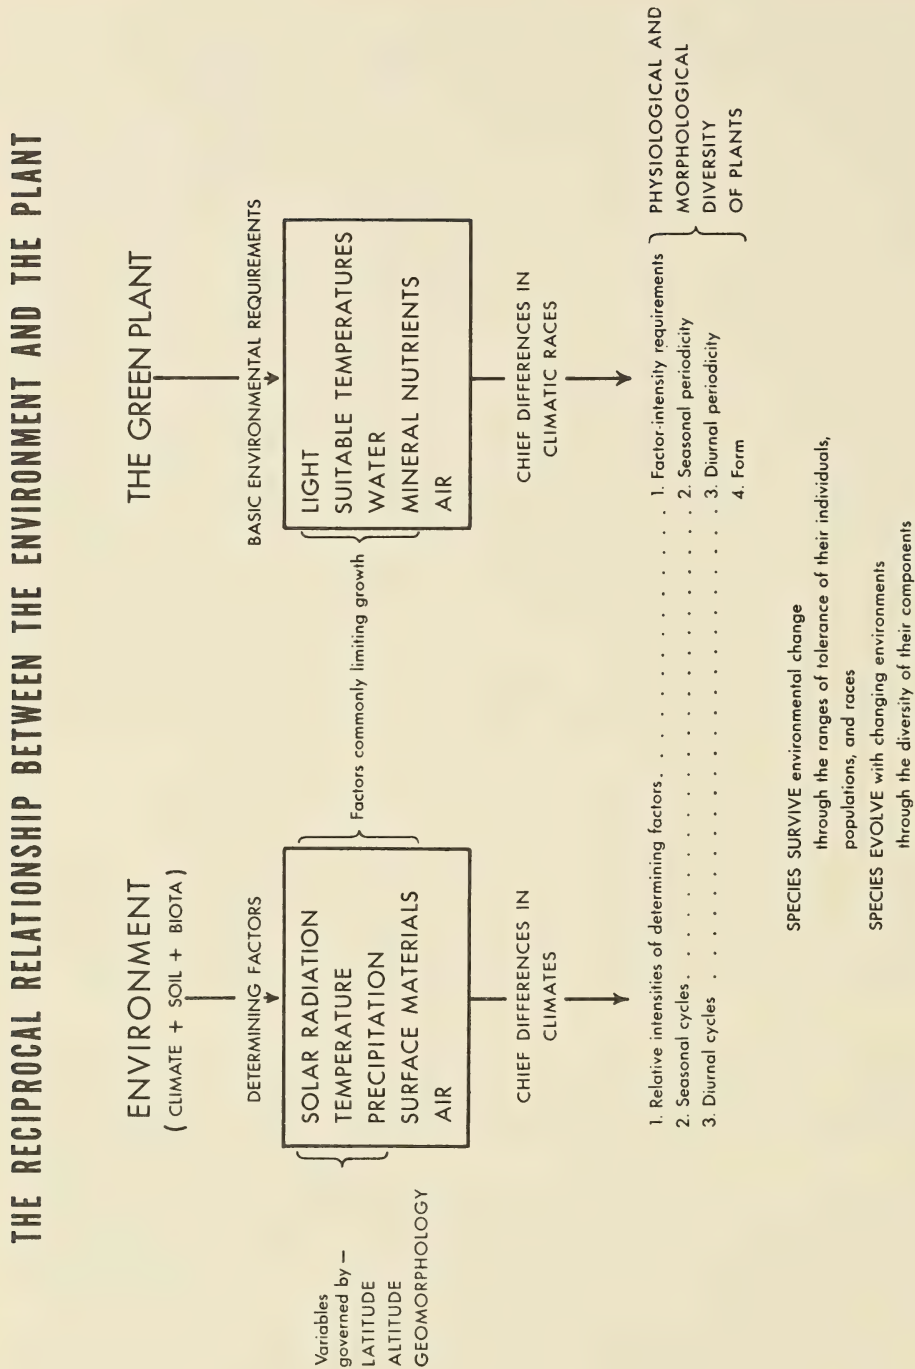 THE RECIPROCAL RELATIONSHIP BETWEEN THE ENVIRONMENT AND THE PLANT
ENVIRONMENT
(CLIMATE + SOIL + BIOTA)
DETERMINING FACTORS
Variables
governed by —
LATITUDE
ALTITUDE
GEOMORPHOLOGY
SOLAR RADIATION
TEMPERATURE
PRECIPITATION
SURFACE MATERIALS
AIR
Factors commonly limiting growth
THE GREEN PLANT
BASIC ENVIRONMENTAL REQUIREMENTS
LIGHT
SUITABLE TEMPERATURES
WATER
MINERAL NUTRIENTS
AIR
CHIEF DIFFERENCES IN
CLIMATES
CHIEF DIFFERENCES IN
CLIMATIC RACES
1. Relative intensities of determining factors. . . . . . . . . . . . . . 1. Factor-intensity requirements
2. Seasonal cycles. . . . . . . . . . . . . . . . . . . . . . . 2. Seasonal periodicity
3. Diurnal cycles . . . . . . . . . . . . . . . . . . . . . . . 3. Diurnal periodicity
4. Form
PHYSIOLOGICAL AND
MORPHOLOGICAL
DIVERSITY
OF PLANTS
SPECIES SURVIVE environmental change
through the ranges of tolerance of their individuals,
populations, and races
SPECIES EVOLVE with changing environments
through the diversity of their components